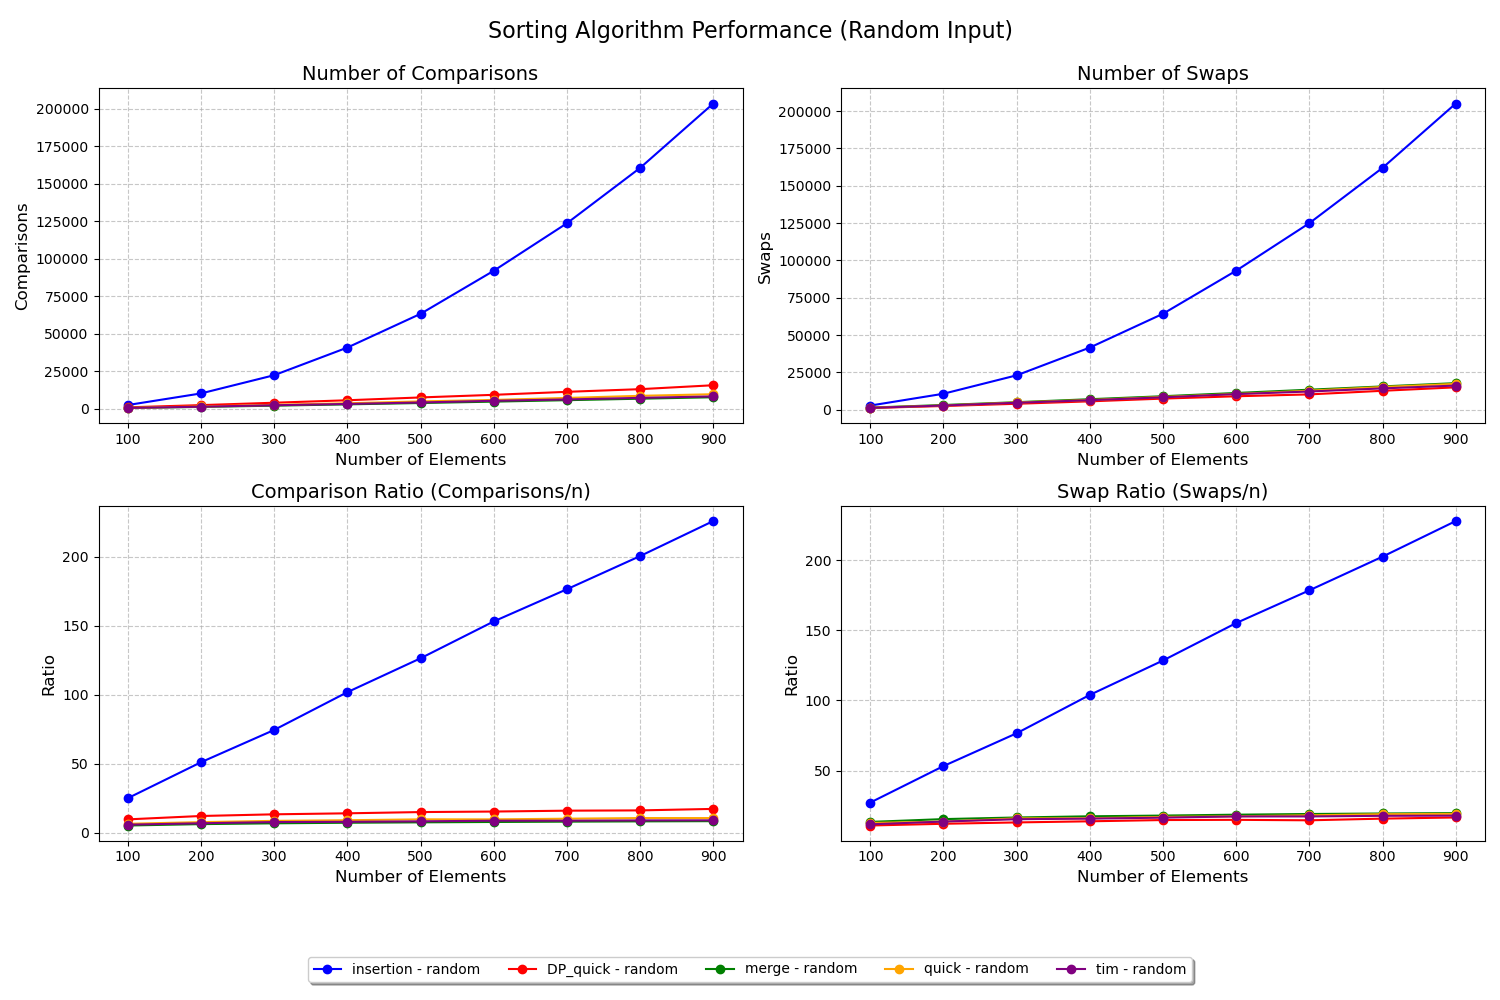 Sorting Algorithm Performance (Random Input)
Number of Comparisons
Comparisons
200000
175000
150000
125000
100000
75000
50000
25000
0
100 200 300 400 500 600 700 800 900
Number of Elements
Number of Swaps
Swaps
200000
175000
150000
125000
100000
75000
50000
25000
0
100 200 300 400 500 600 700 800 900
Number of Elements
Comparison Ratio (Comparisons/n)
Ratio
200
150
100
50
0
100 200 300 400 500 600 700 800 900
Number of Elements
Swap Ratio (Swaps/n)
Ratio
200
150
100
50
100 200 300 400 500 600 700 800 900
Number of Elements
insertion - random DP_quick - random merge - random quick - random tim - random